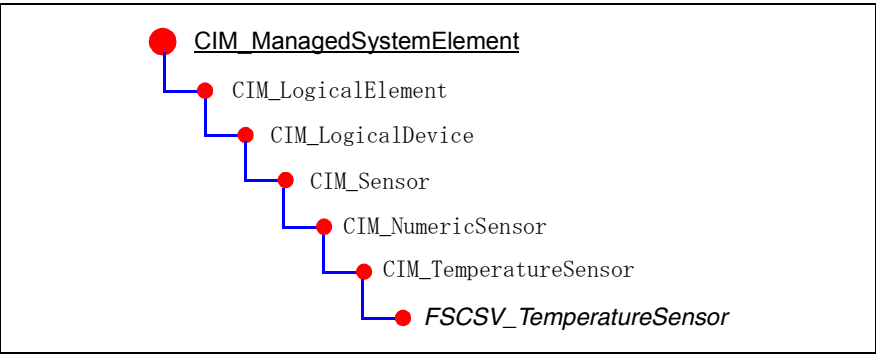 CIM_ManagedSystemElement
CIM_LogicalElement
CIM_LogicalDevice
CIM_Sensor
CIM_NumericSensor
CIM_TemperatureSensor
FSCSV_TemperatureSensor